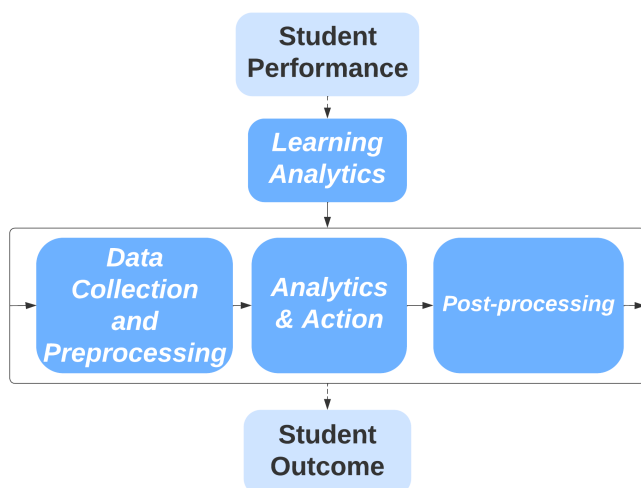 Student
Performance
Learning
Analytics
Data
Collection
and
Preprocessing
Analytics
& Action
Post-processing
Student
Outcome